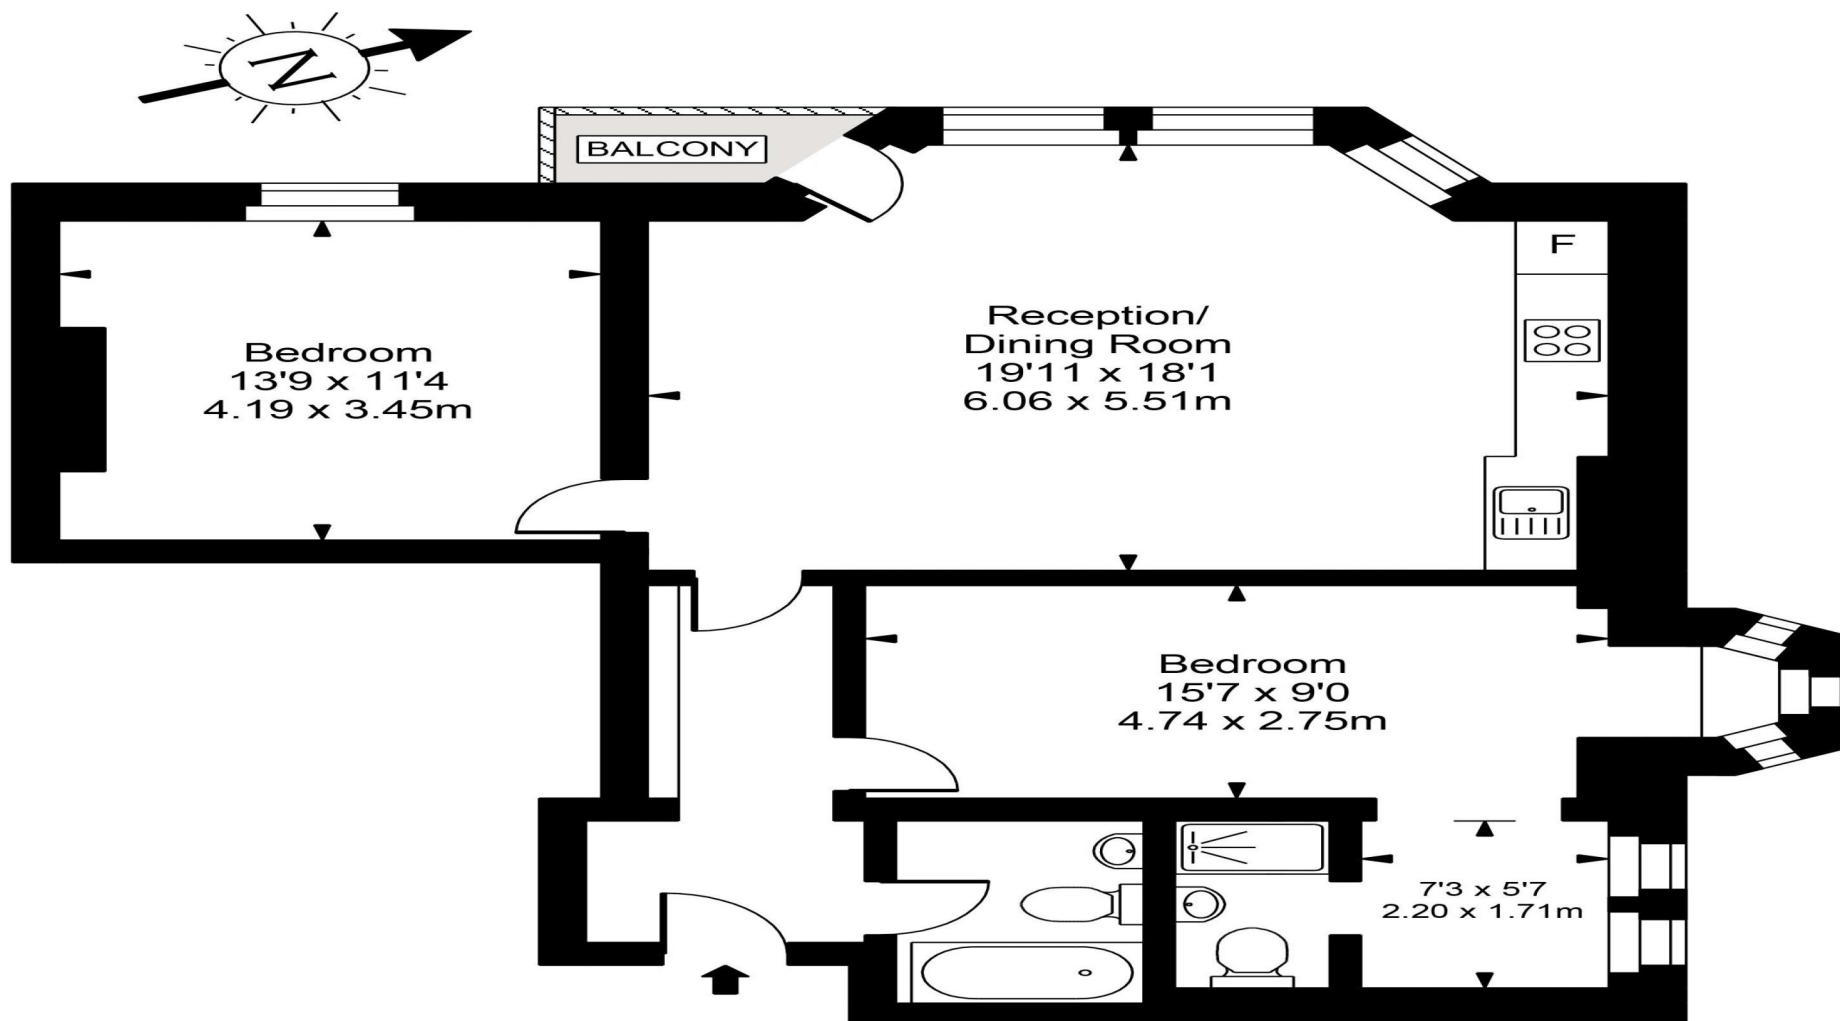 N
BALCONY
F
Reception/
Dining Room
19'11 x 18'1
6.06 x 5.51m
Bedroom
13'9 x 11'4
4.19 x 3.45m
Bedroom
15'7 x 9'0
4.74 x 2.75m
7'3 x 5'7
2.20 x 1.71m